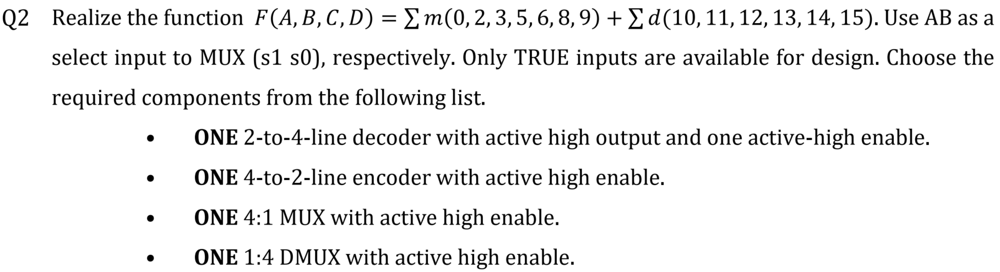 Q2 Realize the function F(A, B, C, D) = ∑ m(0, 2, 3, 5, 6, 8, 9) + ∑ d(10, 11, 12, 13, 14, 15). Use AB as a
select input to MUX (s1 s0), respectively. Only TRUE inputs are available for design. Choose the
required components from the following list.
• ONE 2-to-4-line decoder with active high output and one active-high enable.
• ONE 4-to-2-line encoder with active high enable.
• ONE 4:1 MUX with active high enable.
• ONE 1:4 DMUX with active high enable.